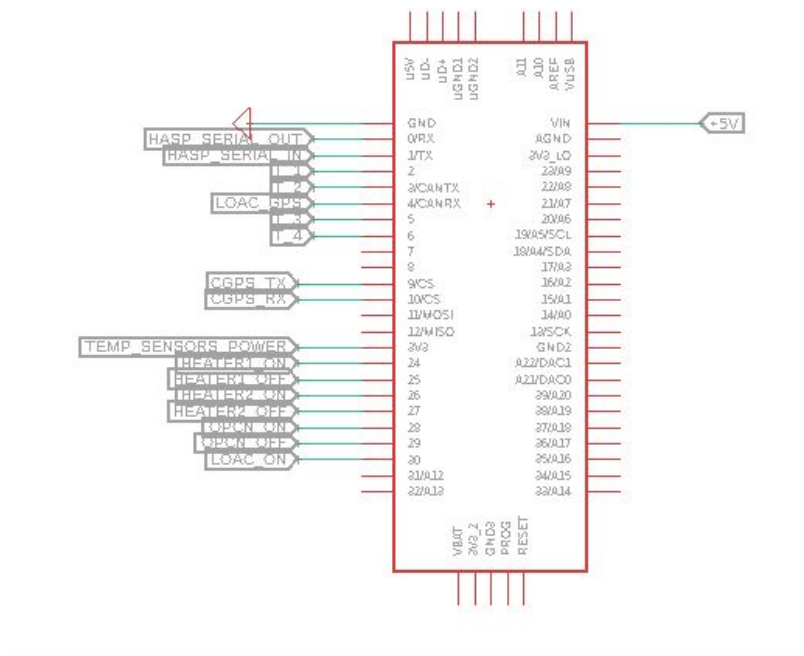 U5V UD- UD+ UGND1 UGND2 A11 A10 AREF VUSB
GND VIN +5V
HASP_SERIAL_OUT 0/RX AGND
HASP_SERIAL_IN 1/TX 3V3_LO
T_1 2 23/A9
T_2 3/CANTX 22/A8
LOAC_GPS 4/CANRX 21/A7
T_3 5 20/A6
T_4 6 19/A5/SCL
7 18/A4/SDA
8 17/A3
CGPS_TX 9/CS 16/A2
CGPS_RX 10/CS 15/A1
11/MOSI 14/A0
12/MISO 13/SCK
TEMP_SENSORS_POWER 3V3 GND2
HEATER1_ON 24 A22/DAC1
HEATER1_OFF 25 A21/DAC0
HEATER2_ON 26 39/A20
HEATER2_OFF 27 38/A19
OPCN_ON 28 37/A18
OPCN_OFF 29 36/A17
LOAC_ON 30 35/A16
31/A12 34/A15
32/A13 33/A14
VBAT 3V3_2 GND3 PROG RESET